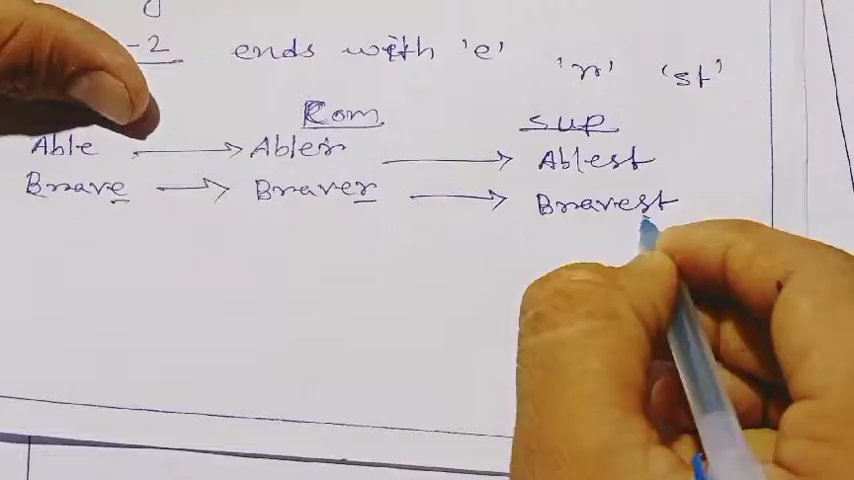 -2 ends with 'e' 'r' 'st'
Com SUP
Able Abler Ablest
Brave Braver Bravest